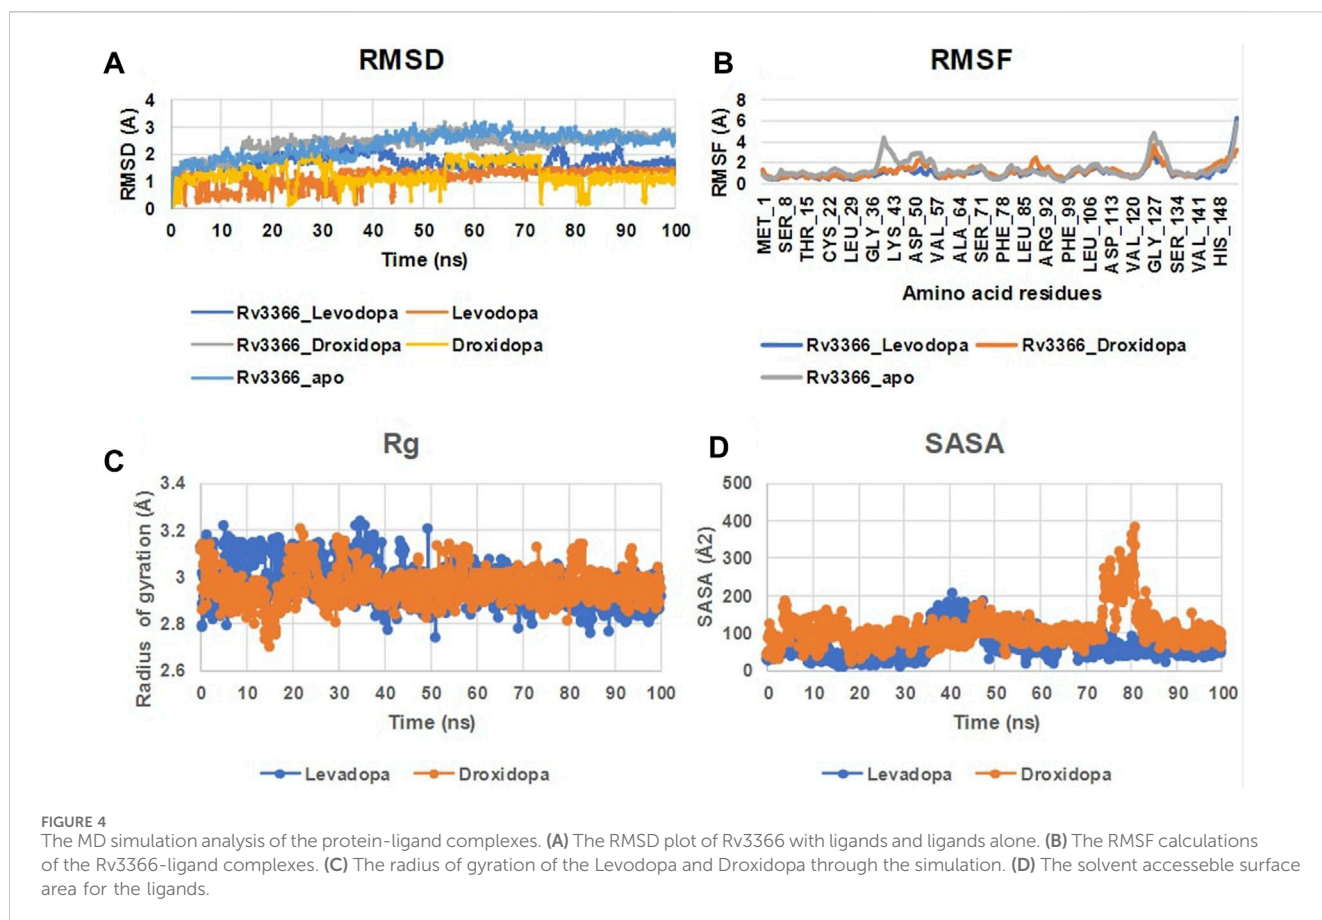 A
RMSD
RMSD (A)
4
3
2
1
0
0 10 20 30 40 50 60 70 80 90 100
Time (ns)
Rv3366_Levodopa Levodopa
Rv3366_Droxidopa Droxidopa
Rv3366_apo
B
RMSF
RMSF (A)
8
6
4
2
0
MET_1
SER_8
THR_15
CYS_22
LEU_29
GLY_36
LYS_43
ASP_50
VAL_57
ALA_64
SER_71
PHE_78
LEU_85
ARG_92
PHE_99
LEU_106
ASP_113
VAL_120
GLY_127
SER_134
VAL_141
HIS_148
Amino acid residues
Rv3366_Levodopa Rv3366_Droxidopa
Rv3366_apo
C
Rg
Radius of gyration (Å)
3.4
3.2
3
2.8
2.6
0 10 20 30 40 50 60 70 80 90 100
Time (ns)
Levadopa Droxidopa
D
SASA
SASA (Å2)
500
400
300
200
100
0
0 10 20 30 40 50 60 70 80 90 100
Time (ns)
Levadopa Droxidopa
FIGURE 4
The MD simulation analysis of the protein-ligand complexes. (A) The RMSD plot of Rv3366 with ligands and ligands alone. (B) The RMSF calculations
of the Rv3366-ligand complexes. (C) The radius of gyration of the Levodopa and Droxidopa through the simulation. (D) The solvent accesseble surface
area for the ligands.